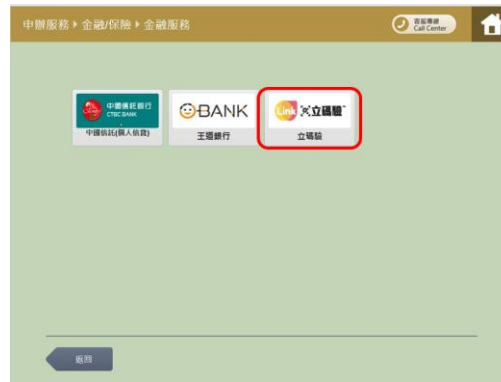 申辦服務 ▸ 金融/保險 ▸ 金融服務
客服專線
Call Center
中國信託銀行
CTBC BANK
中國信託(個人信貸)
BANK
王道銀行
Link 立碼驗
立碼驗
返回